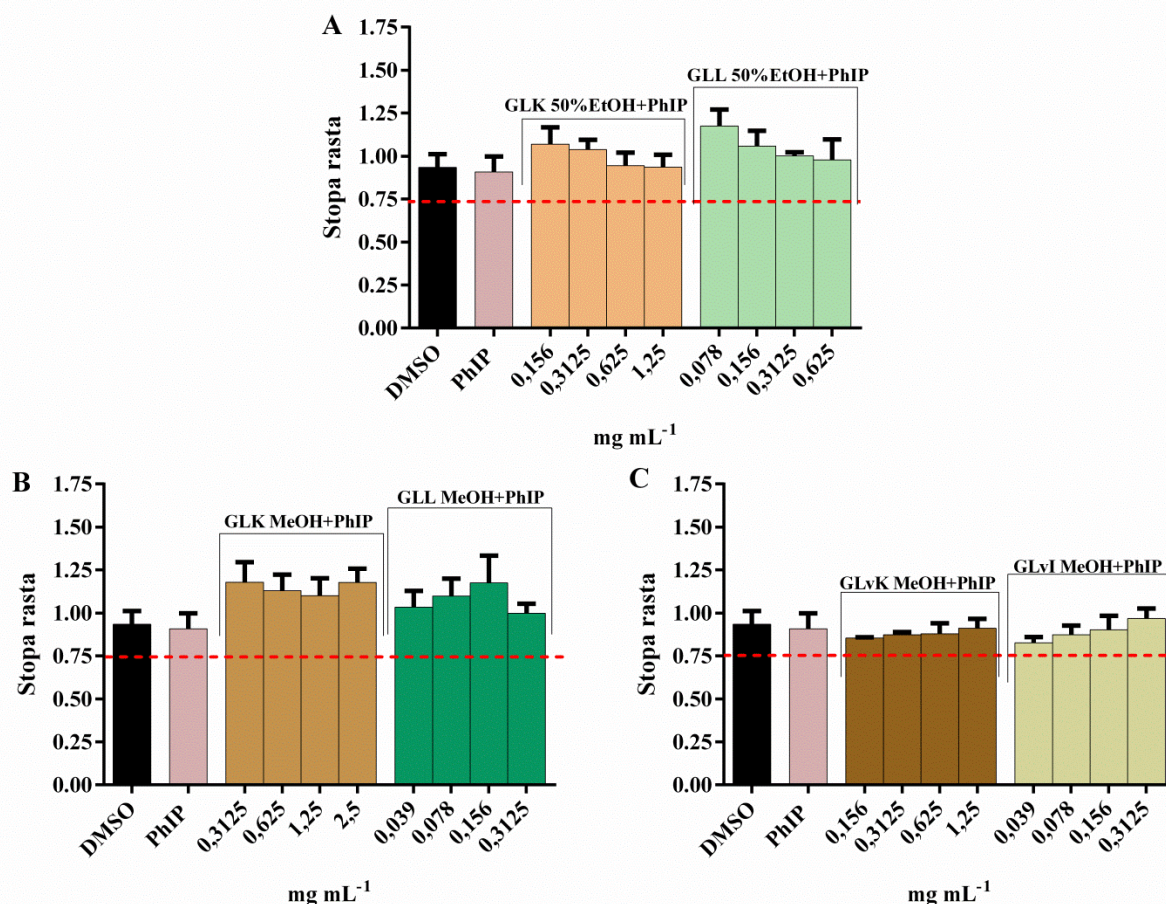 A
Stopa rasta
1.75
1.50
1.25
1.00
0.75
0.50
0.25
0.00
GLK 50%EtOH+PhIP
GLL 50%EtOH+PhIP
DMSO
PhIP
0,156
0,3125
0,625
1,25
0,078
0,156
0,3125
0,625
mg mL⁻¹
B
Stopa rasta
1.75
1.50
1.25
1.00
0.75
0.50
0.25
0.00
GLK MeOH+PhIP
GLL MeOH+PhIP
DMSO
PhIP
0,3125
0,625
1,25
2,5
0,039
0,078
0,156
0,3125
mg mL⁻¹
C
Stopa rasta
1.75
1.50
1.25
1.00
0.75
0.50
0.25
0.00
GLvK MeOH+PhIP
GLvI MeOH+PhIP
DMSO
PhIP
0,156
0,3125
0,625
1,25
0,039
0,078
0,156
0,3125
mg mL⁻¹